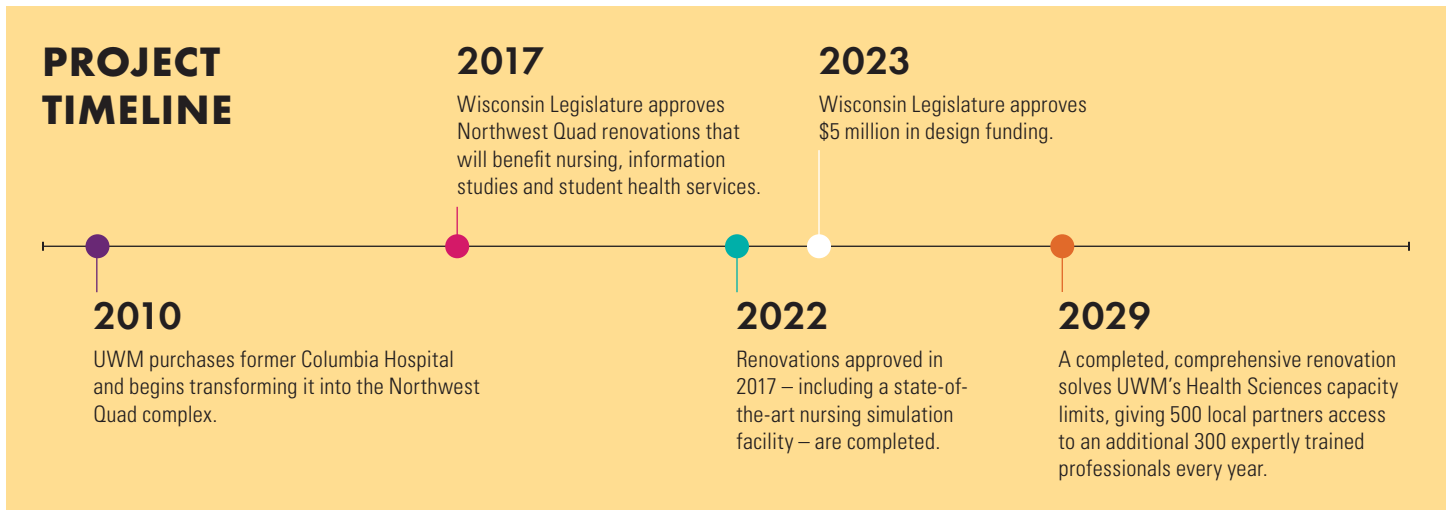 PROJECT
TIMELINE
2017
Wisconsin Legislature approves
Northwest Quad renovations that
will benefit nursing, information
studies and student health services.
2023
Wisconsin Legislature approves
$5 million in design funding.
2010
UWM purchases former Columbia Hospital
and begins transforming it into the Northwest
Quad complex.
2022
Renovations approved in
2017 – including a state-of-
the-art nursing simulation
facility – are completed.
2029
A completed, comprehensive renovation
solves UWM’s Health Sciences capacity
limits, giving 500 local partners access
to an additional 300 expertly trained
professionals every year.